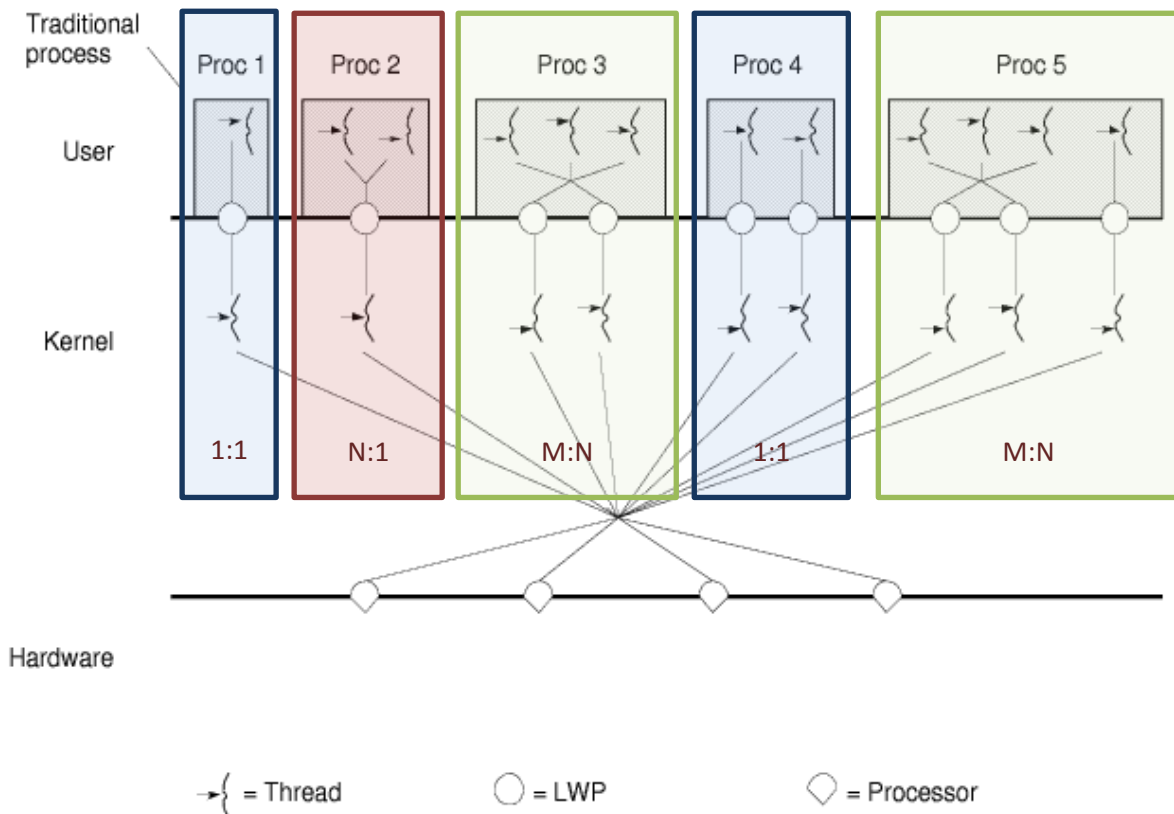 Traditional
process
Proc 1
Proc 2
Proc 3
Proc 4
Proc 5
User
Kernel
1:1
N:1
M:N
1:1
M:N
Hardware
= Thread
= LWP
= Processor